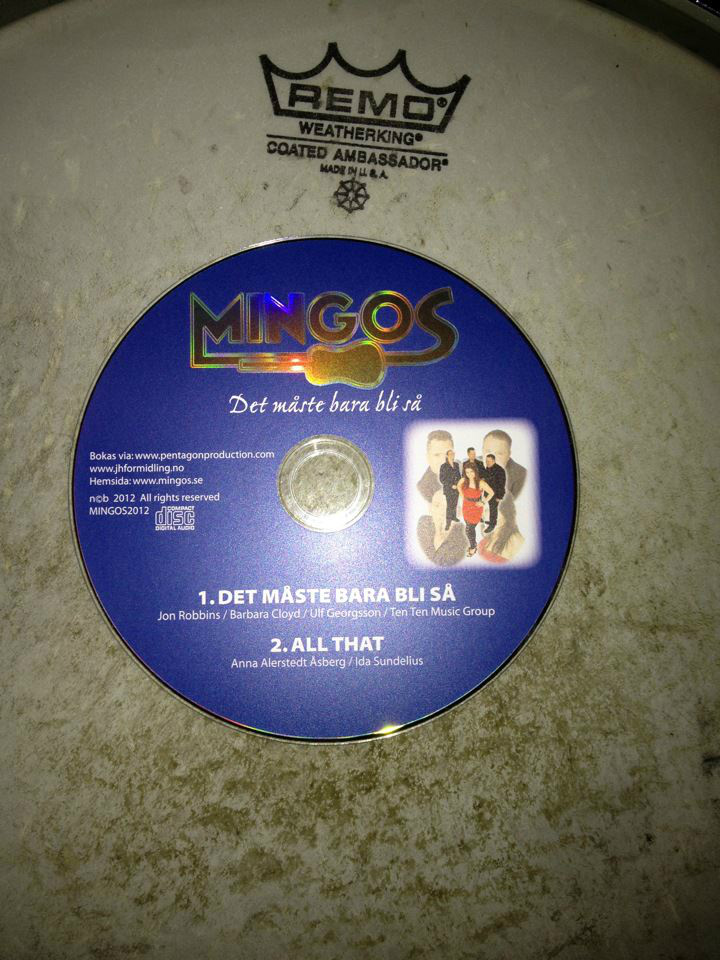 REMO®
WEATHERKING®
COATED AMBASSADOR®
MADE IN U.S.A.
MINGOS
Det måste bara bli så
Bokas via: www.pentagonproduction.com
www.jhformidling.no
Hemsida: www.mingos.se
n©b 2012 All rights reserved
MINGOS2012
COMPACT
disc
DIGITAL AUDIO
1. DET MÅSTE BARA BLI SÅ
Jon Robbins / Barbara Cloyd / Ulf Georgsson / Ten Ten Music Group
2. ALL THAT
Anna Alerstedt Åsberg / Ida Sundelius